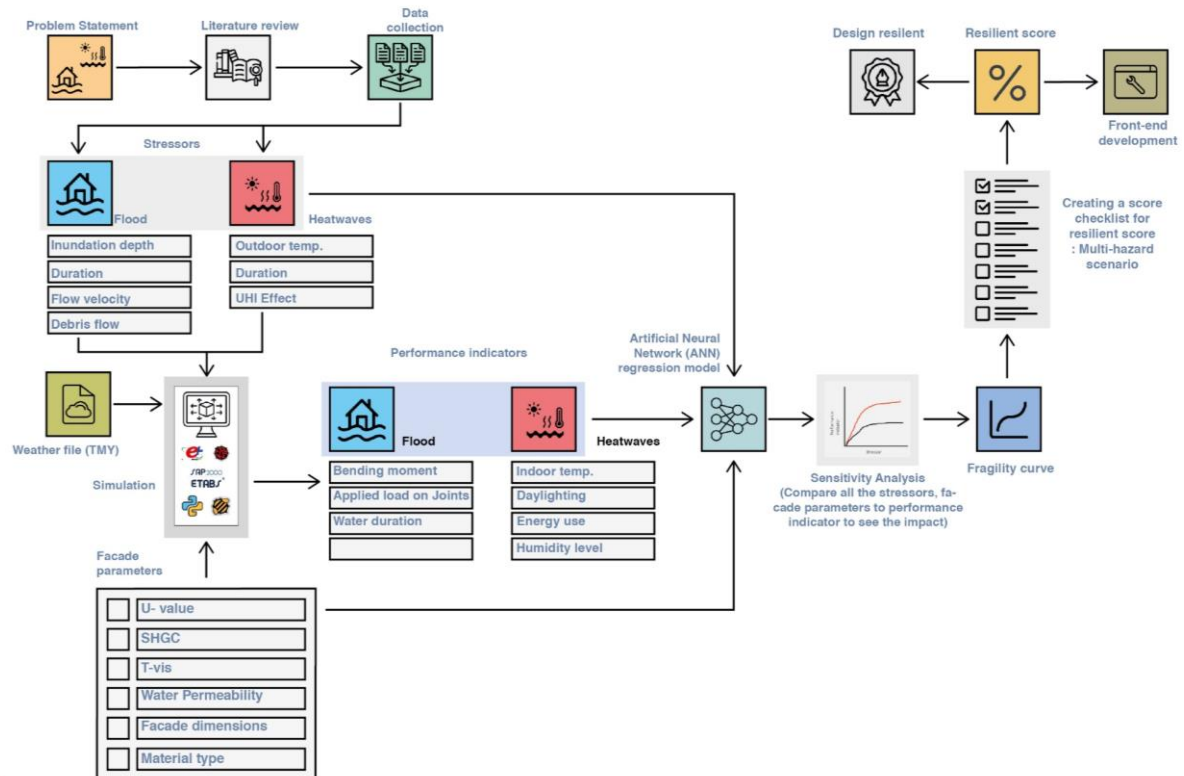 Problem Statement
Literature review
Data
collection
Stressors
Flood
Heatwaves
Inundation depth
Duration
Flow velocity
Debris flow
Outdoor temp.
Duration
UHI Effect
Weather file (TMY)
Simulation
SAP2000
ETABS
Performance indicators
Flood
Heatwaves
Bending moment
Applied load on Joints
Water duration
Indoor temp.
Daylighting
Energy use
Humidity level
Facade
parameters
U- value
SHGC
T-vis
Water Permeability
Facade dimensions
Material type
Artificial Neural
Network (ANN)
regression model
Sensitivity Analysis
(Compare all the stressors, fa-
cade parameters to performance
indicator to see the impact)
Fragility curve
Creating a score
checklist for
resilient score
: Multi-hazard
scenario
Design resilent
Resilient score
%
Front-end
development